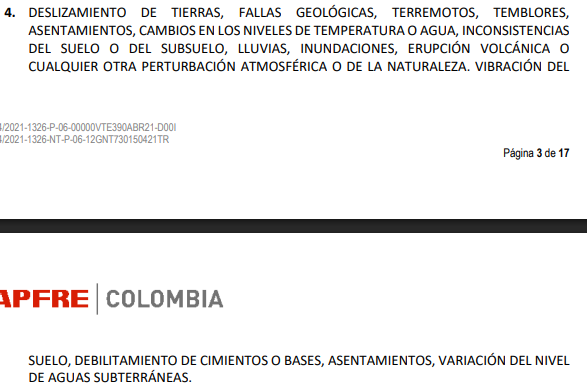 4. DESLIZAMIENTO DE TIERRAS, FALLAS GEOLÓGICAS, TERREMOTOS, TEMBLORES,
ASENTAMIENTOS, CAMBIOS EN LOS NIVELES DE TEMPERATURA O AGUA, INCONSISTENCIAS
DEL SUELO O DEL SUBSUELO, LLUVIAS, INUNDACIONES, ERUPCIÓN VOLCÁNICA O
CUALQUIER OTRA PERTURBACIÓN ATMOSFÉRICA O DE LA NATURALEZA. VIBRACIÓN DEL
4/2021-1326-P-06-00000VTE390ABR21-D00I
4/2021-1326-NT-P-06-12GNT730150421TR
Página 3 de 17
APFRE COLOMBIA
SUELO, DEBILITAMIENTO DE CIMIENTOS O BASES, ASENTAMIENTOS, VARIACIÓN DEL NIVEL
DE AGUAS SUBTERRÁNEAS.